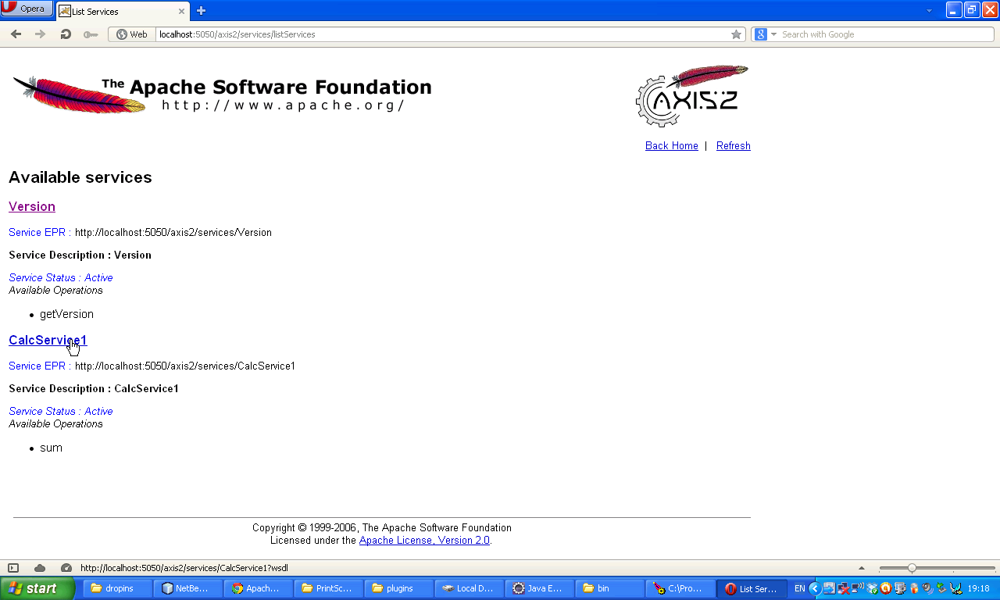 Opera
List Services
Web
localhost:5050/axis2/services/listServices
Search with Google
The Apache Software Foundation
http://www.apache.org/
AXIS2
Back Home | Refresh
Available services
Version
Service EPR : http://localhost:5050/axis2/services/Version
Service Description : Version
Service Status : Active
Available Operations
• getVersion
CalcService1
Service EPR : http://localhost:5050/axis2/services/CalcService1
Service Description : CalcService1
Service Status : Active
Available Operations
• sum
Copyright © 1999-2006, The Apache Software Foundation
Licensed under the Apache License, Version 2.0.
http://localhost:5050/axis2/services/CalcService1?wsdl
start
dropins
NetBe...
Apach...
PrintSc...
plugins
Local D...
Java E...
bin
C:\Pro...
List Ser...
EN
19:18